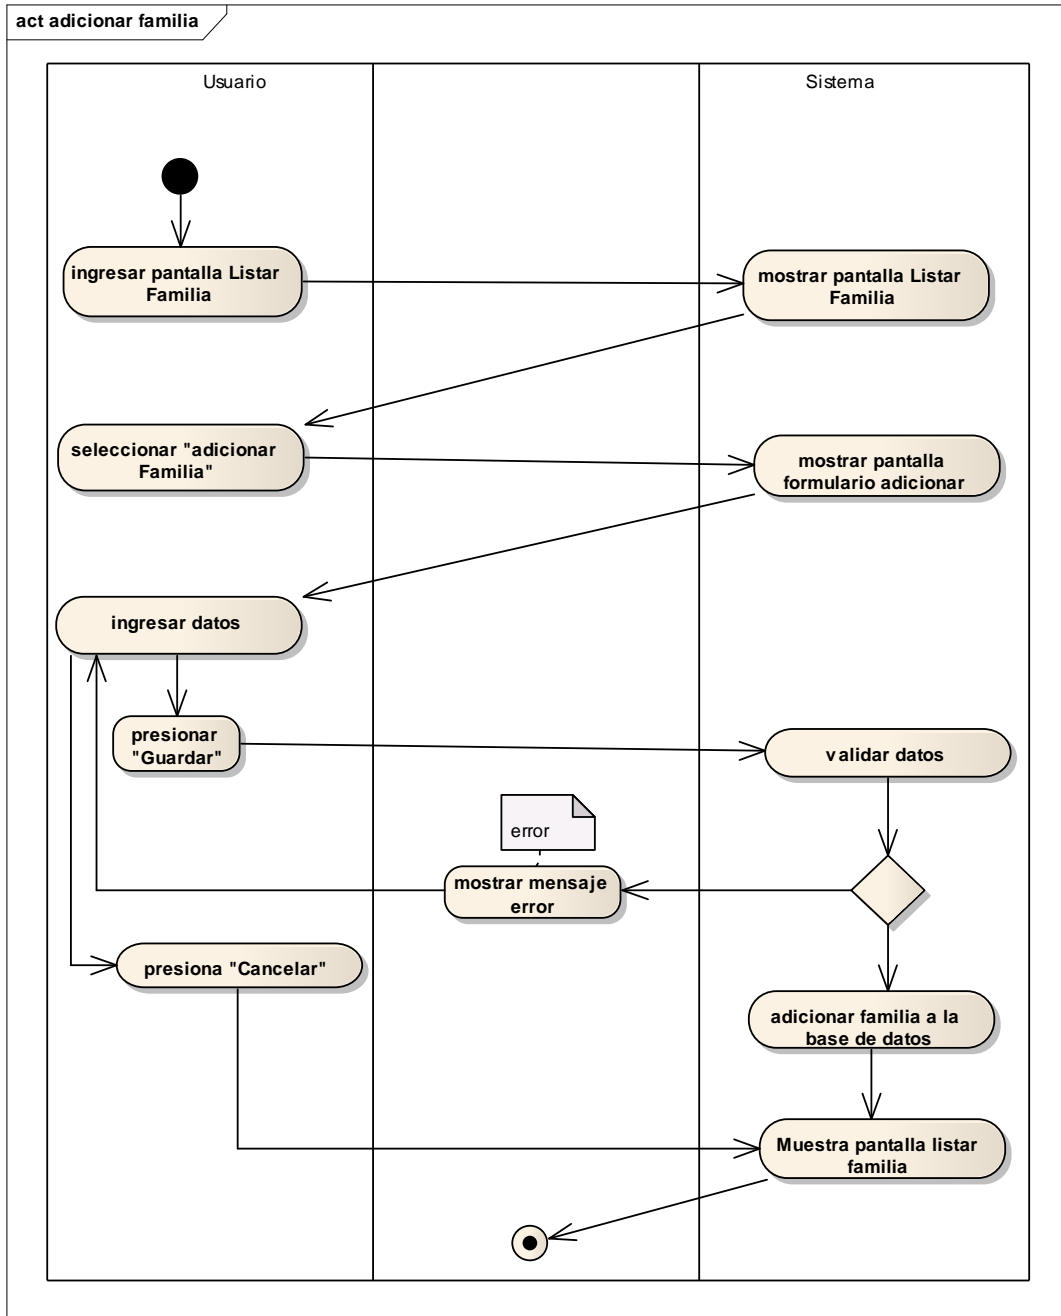 act adicionar familia
Usuario
Sistema
ingresar pantalla Listar
Familia
mostrar pantalla Listar
Familia
seleccionar "adicionar
Familia"
mostrar pantalla
formulario adicionar
ingresar datos
presionar
"Guardar"
validar datos
error
mostrar mensaje
error
presiona "Cancelar"
adicionar familia a la
base de datos
Muestra pantalla listar
familia